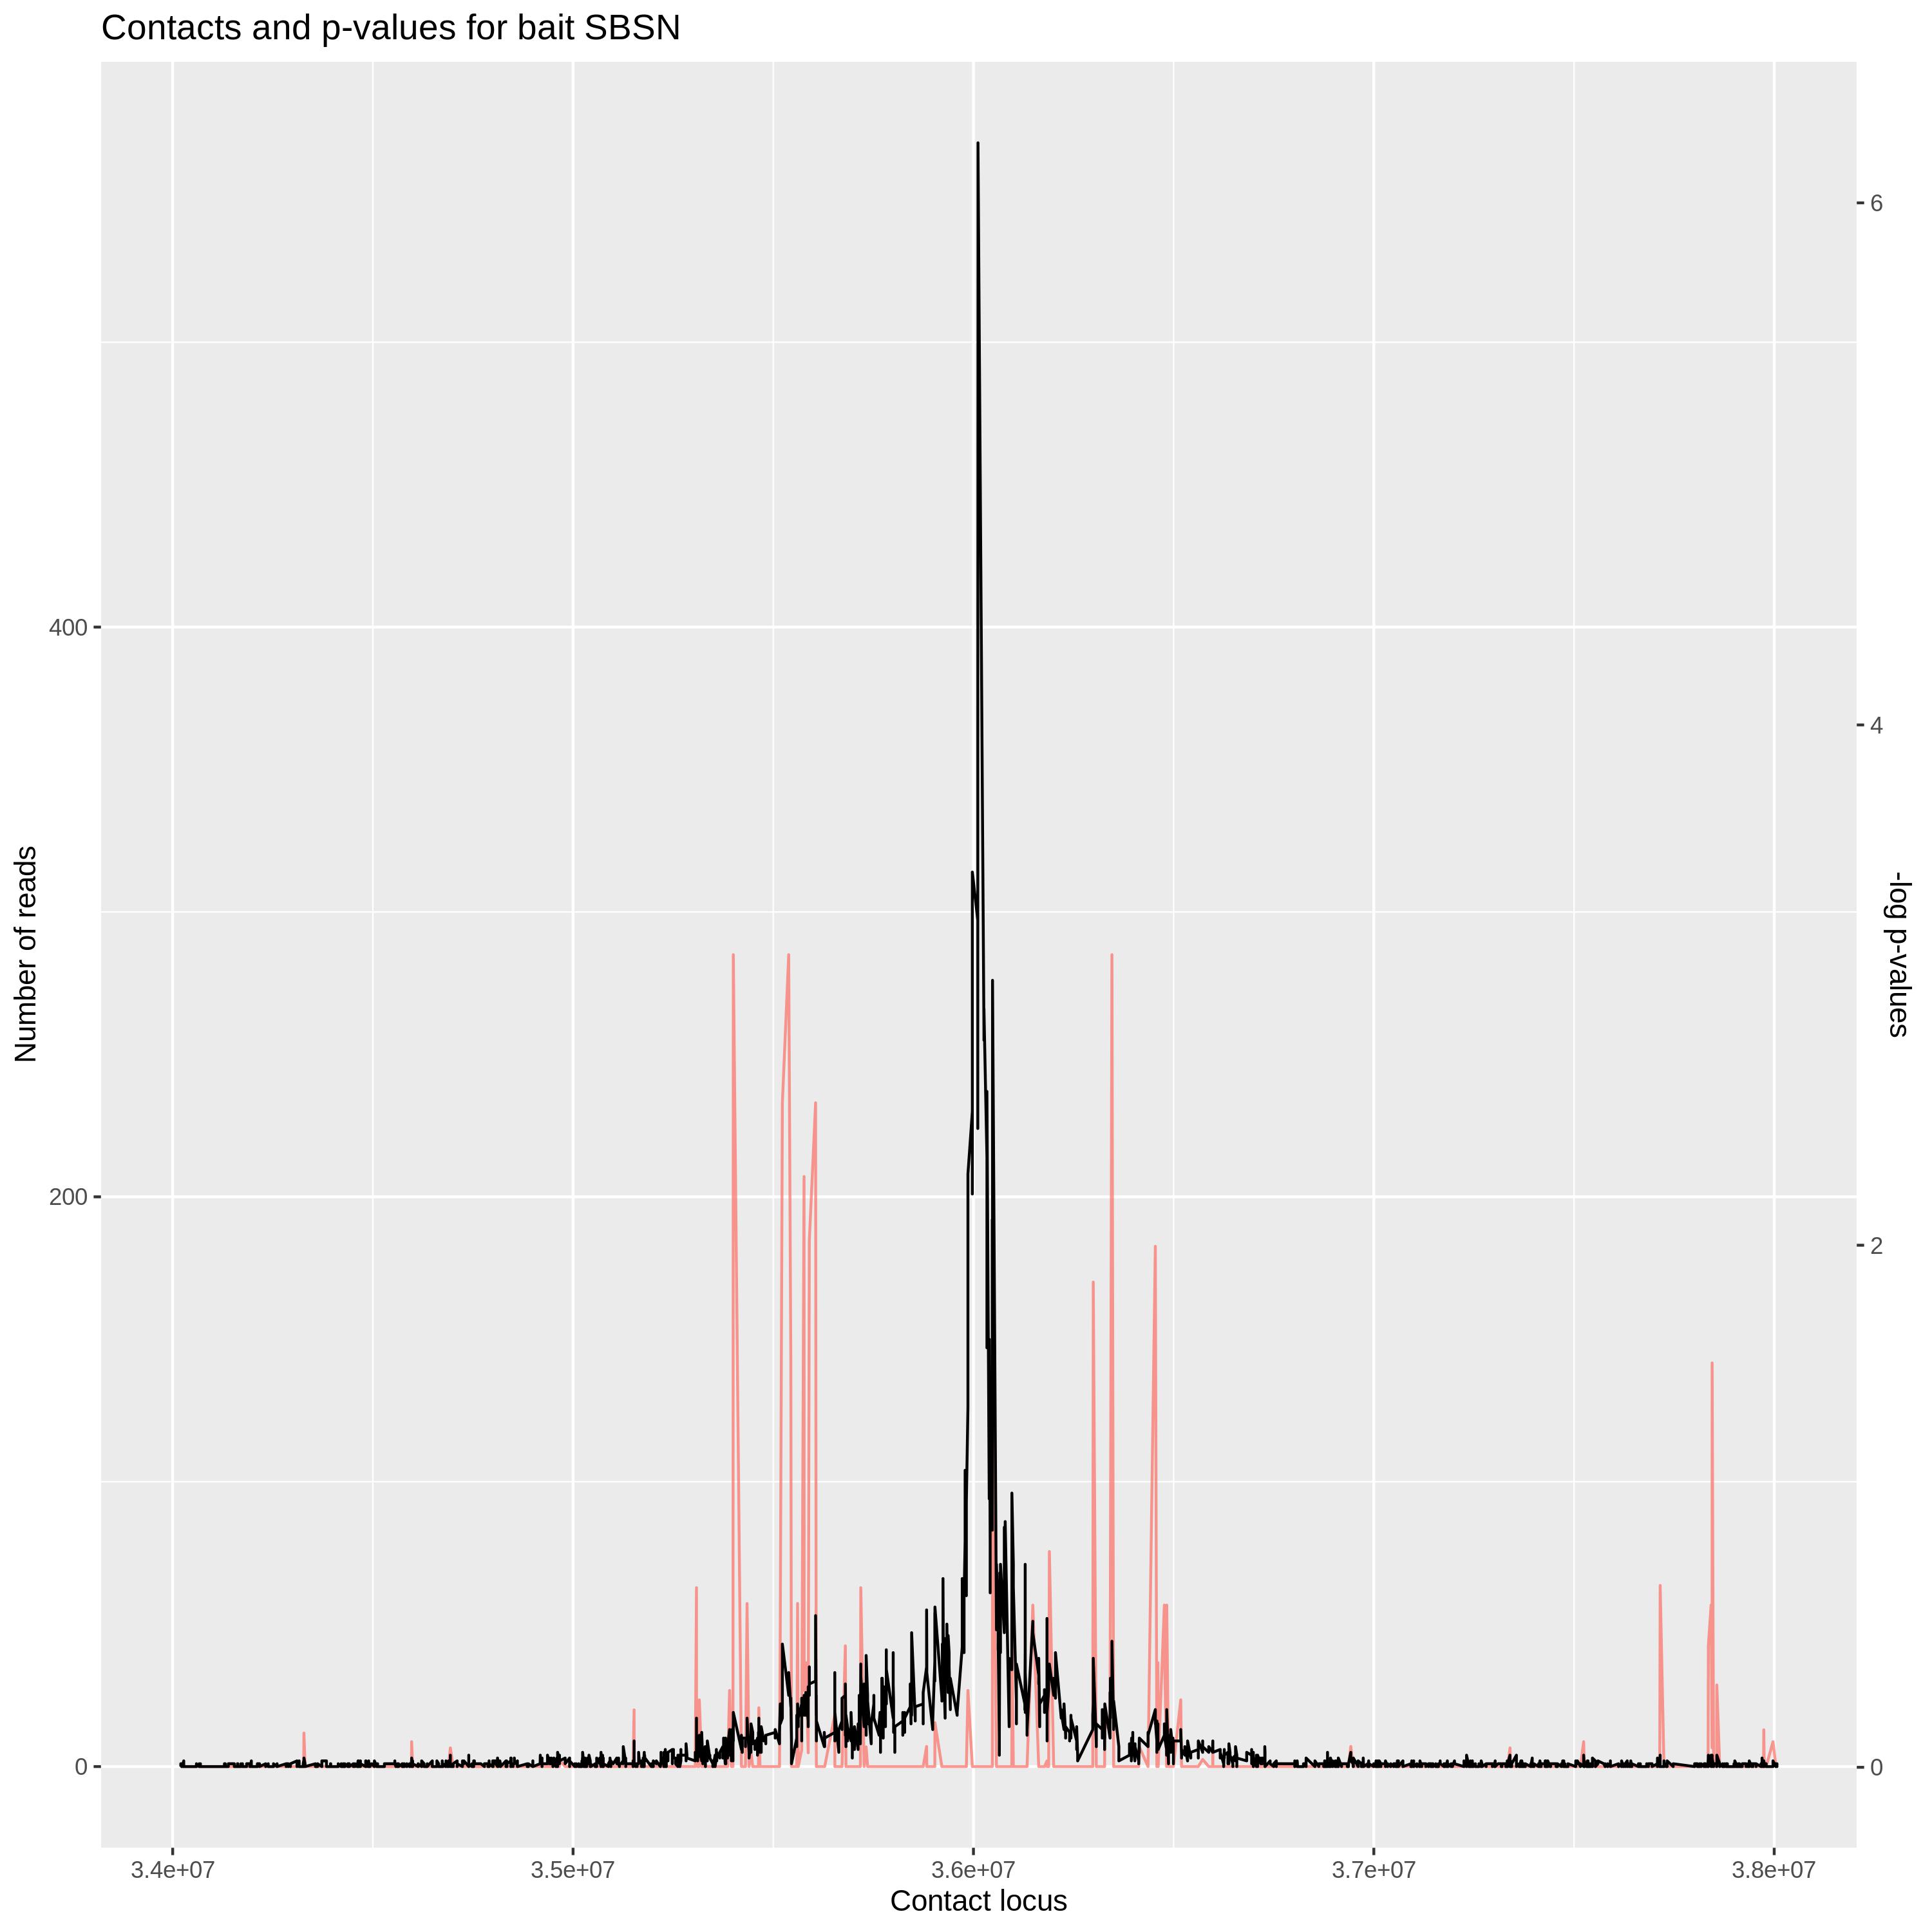 Contacts and p-values for bait SBSN
6
400
4
Number of reads
-log p-values
200
2
0
0
3.4e+07
3.5e+07
3.6e+07
3.7e+07
3.8e+07
Contact locus